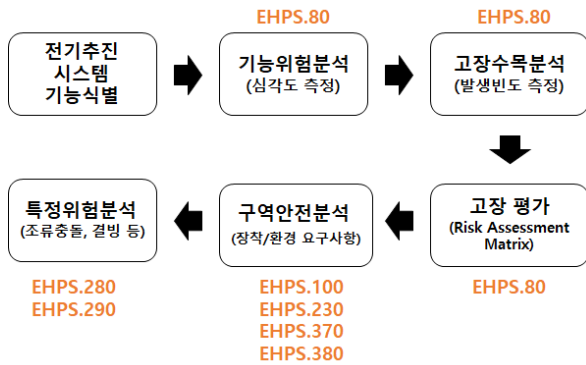 EHPS.80
EHPS.80
전기추진
시스템
기능식별
기능위험분석
(심각도 측정)
고장수목분석
(발생빈도 측정)
특정위험분석
(조류충돌, 결빙 등)
구역안전분석
(장착/환경 요구사항)
고장 평가
(Risk Assessment
Matrix)
EHPS.280
EHPS.290
EHPS.100
EHPS.230
EHPS.370
EHPS.380
EHPS.80